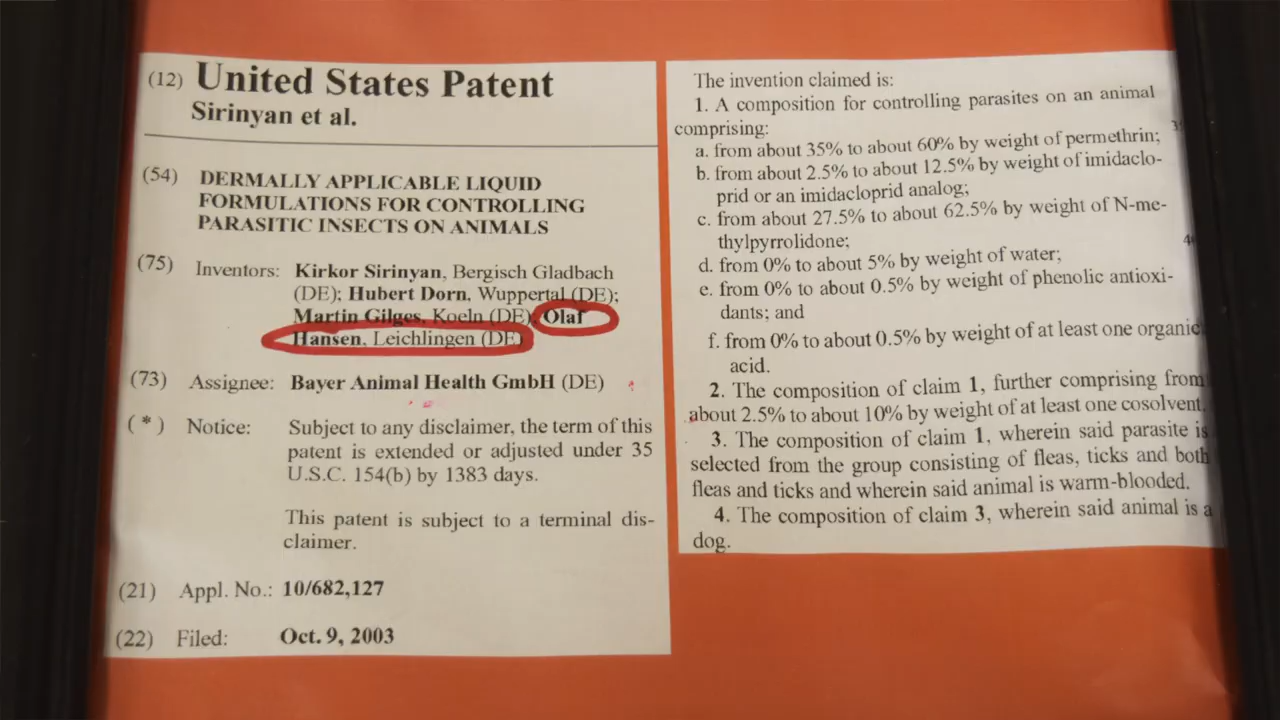 (12) United States Patent
Sirinyan et al.
(54) DERMALLY APPLICABLE LIQUID
FORMULATIONS FOR CONTROLLING
PARASITIC INSECTS ON ANIMALS
(75) Inventors: Kirkor Sirinyan, Bergisch Gladbach
(DE); Hubert Dorn, Wuppertal (DE);
Martin Gilges, Koeln (DE); Olaf
Hansen, Leichlingen (DE)
(73) Assignee: Bayer Animal Health GmbH (DE)
( * ) Notice: Subject to any disclaimer, the term of this
patent is extended or adjusted under 35
U.S.C. 154(b) by 1383 days.
This patent is subject to a terminal dis-
claimer.
(21) Appl. No.: 10/682,127
(22) Filed: Oct. 9, 2003
The invention claimed is:
1. A composition for controlling parasites on an animal
comprising:
a. from about 35% to about 60% by weight of permethrin;
b. from about 2.5% to about 12.5% by weight of imidaclo-
prid or an imidacloprid analog;
c. from about 27.5% to about 62.5% by weight of N-me-
thylpyrrolidone;
d. from 0% to about 5% by weight of water;
e. from 0% to about 0.5% by weight of phenolic antioxi-
dants; and
f. from 0% to about 0.5% by weight of at least one organic
acid.
2. The composition of claim 1, further comprising from
about 2.5% to about 10% by weight of at least one cosolvent.
3. The composition of claim 1, wherein said parasite is
selected from the group consisting of fleas, ticks and both
fleas and ticks and wherein said animal is warm-blooded.
4. The composition of claim 3, wherein said animal is a
dog.